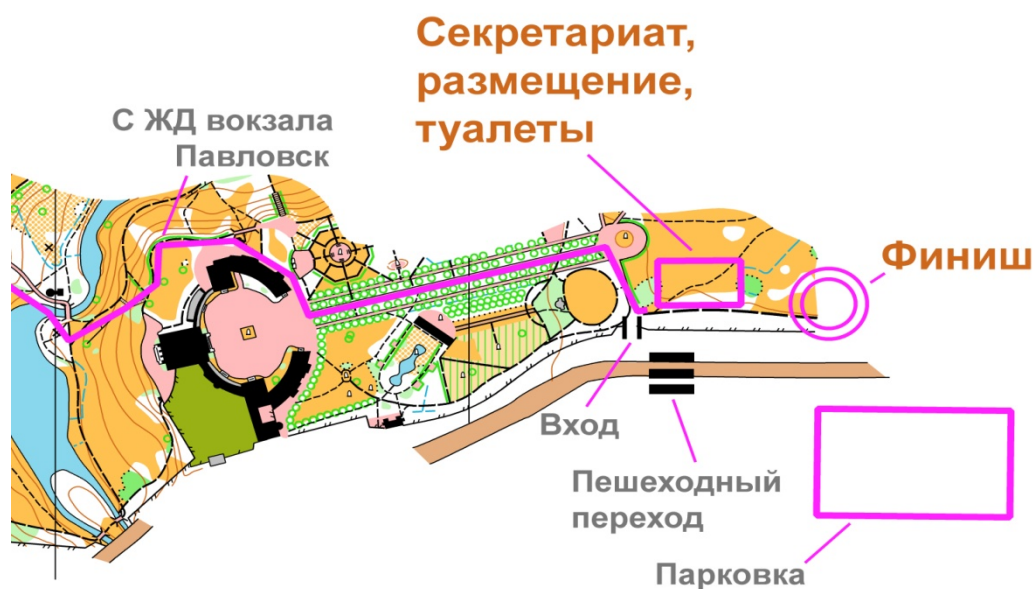 Секретариат,
размещение,
туалеты
С ЖД вокзала
Павловск
Финиш
Вход
Пешеходный
переход
Парковка